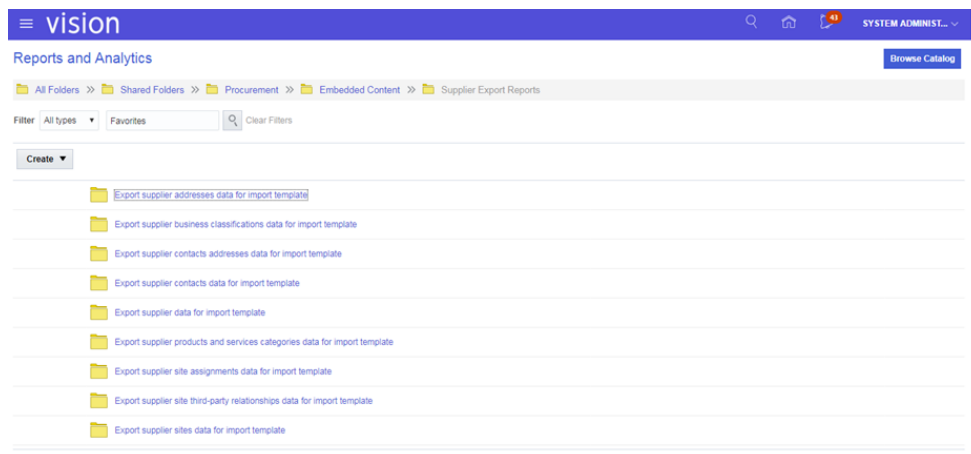 ≡ vision 43 SYSTEM ADMINIST...
Reports and Analytics Browse Catalog
All Folders » Shared Folders » Procurement » Embedded Content » Supplier Export Reports
Filter All types Favorites Clear Filters
Create
Export supplier addresses data for import template
Export supplier business classifications data for import template
Export supplier contacts addresses data for import template
Export supplier contacts data for import template
Export supplier data for import template
Export supplier products and services categories data for import template
Export supplier site assignments data for import template
Export supplier site third-party relationships data for import template
Export supplier sites data for import template